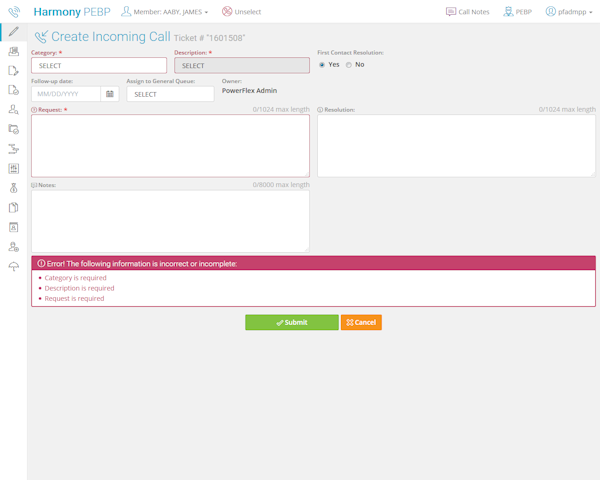 Harmony PEBP Member: AABY, JAMES Unselect Call Notes PEBP pfadmpp
Create Incoming Call Ticket # "1601508"
Category: * Description: * First Contact Resolution:
SELECT SELECT Yes No
Follow-up date: Assign to General Queue: Owner:
MM/DD/YYYY SELECT PowerFlex Admin
Request: * 0/1024 max length Resolution: 0/1024 max length
Notes: 0/8000 max length
Error! The following information is incorrect or incomplete:
Category is required
Description is required
Request is required
Submit Cancel